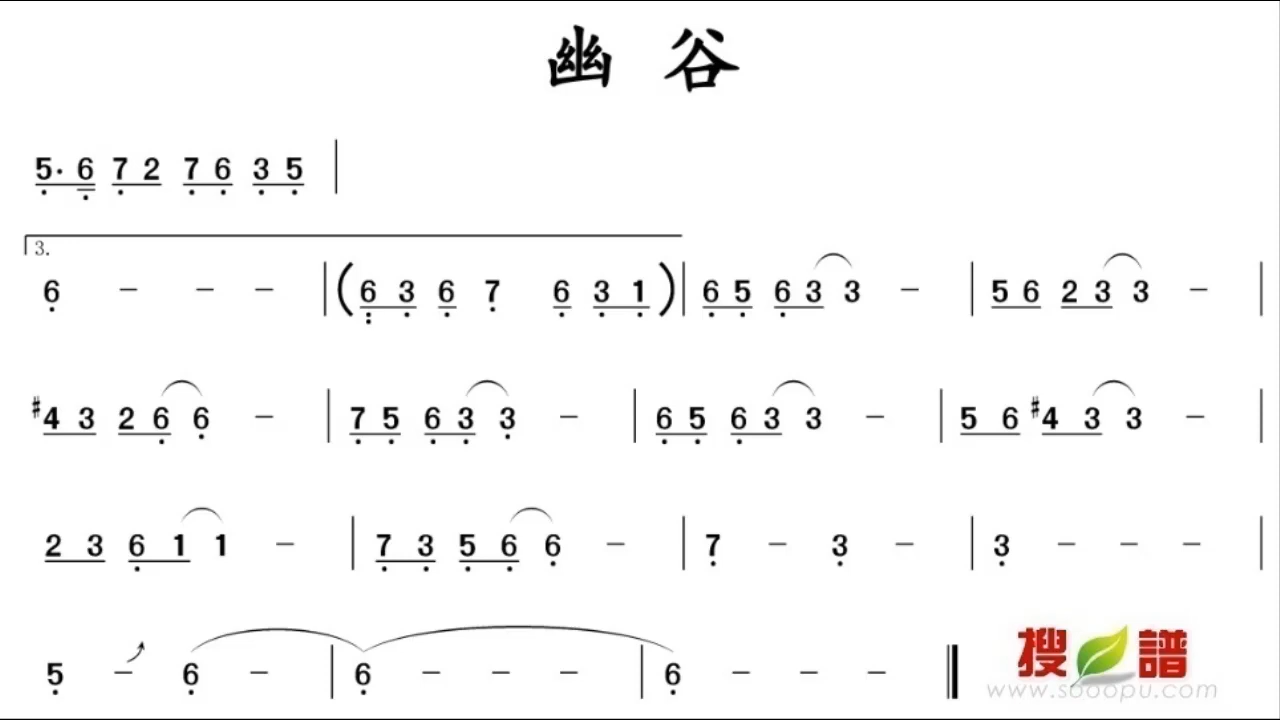 幽 谷
5· 6 7 2 7 6 3 5 |
3.
6 － － － | ( 6 3 6 7 6 3 1 ) | 6 5 6 3 3 － | 5 6 2 3 3 － |
#4 3 2 6 6 － | 7 5 6 3 3 － | 6 5 6 3 3 － | 5 6 #4 3 3 － |
2 3 6 1 1 － | 7 3 5 6 6 － | 7 － 3 － | 3 － － － |
5 － 6 － | 6 － － － | 6 － － － ‖
搜 譜
www.sooopu.com